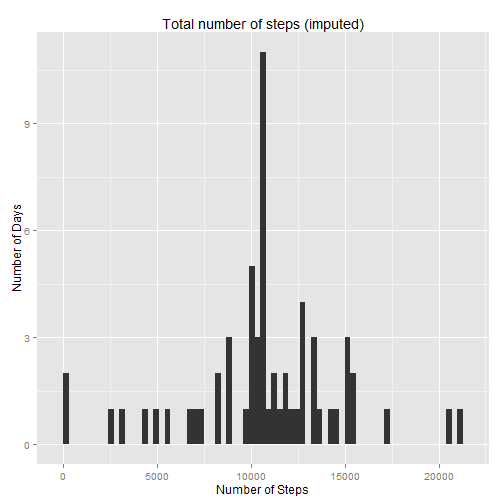 Total number of steps (imputed)
Number of Days
9
6
3
0
0 5000 10000 15000 20000
Number of Steps